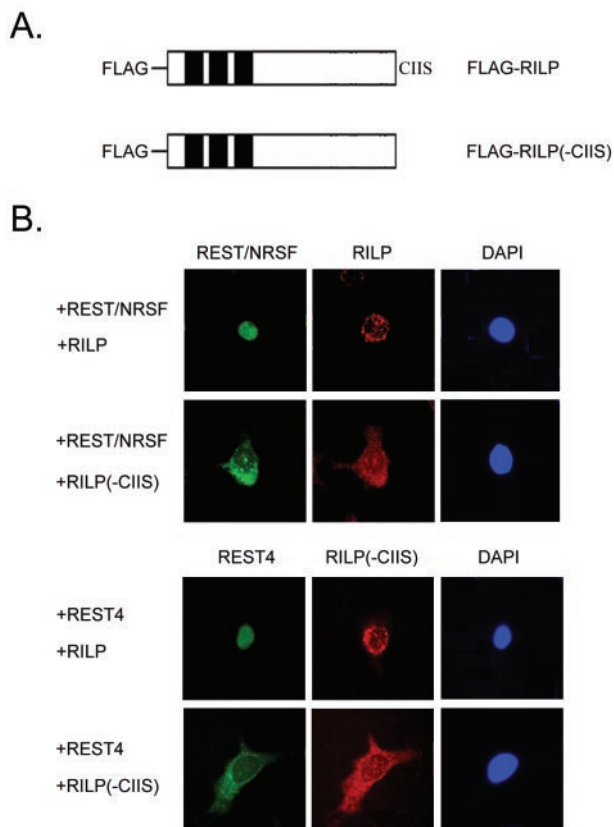 A.
FLAG CIIS FLAG-RILP
FLAG FLAG-RILP(-CIIS)
B.
REST/NRSF RILP DAPI
+REST/NRSF
+RILP
+REST/NRSF
+RILP(-CIIS)
REST4 RILP(-CIIS) DAPI
+REST4
+RILP
+REST4
+RILP(-CIIS)